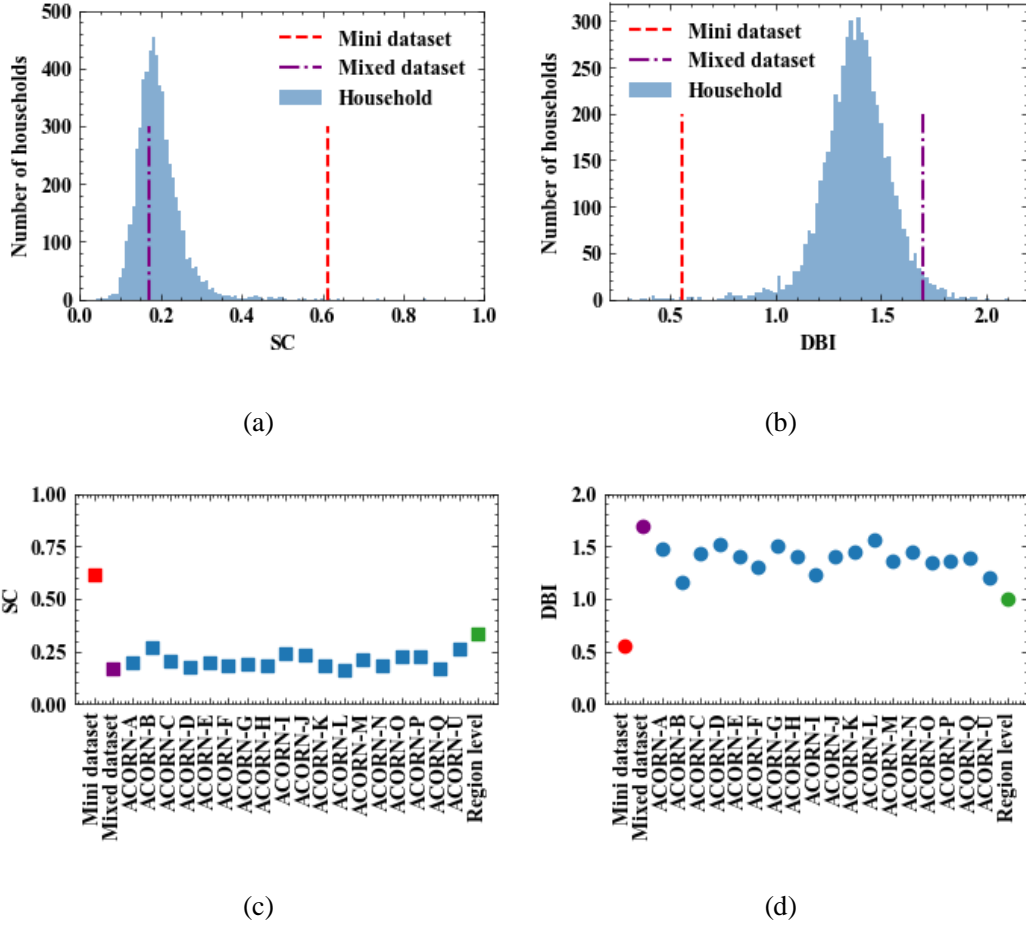 Number of households
500
400
300
200
100
0
Mini dataset
Mixed dataset
Household
0.0
0.2
0.4
0.6
0.8
1.0
SC
(a)
Number of households
300
250
200
150
100
50
0
Mini dataset
Mixed dataset
Household
0.5
1.0
1.5
2.0
DBI
(b)
SC
1.00
0.75
0.50
0.25
0.00
Mini dataset
Mixed dataset
ACORN-A
ACORN-B
ACORN-C
ACORN-D
ACORN-E
ACORN-F
ACORN-G
ACORN-H
ACORN-I
ACORN-J
ACORN-K
ACORN-L
ACORN-M
ACORN-N
ACORN-O
ACORN-P
ACORN-Q
ACORN-U
Region level
(c)
DBI
2.0
1.5
1.0
0.5
0.0
Mini dataset
Mixed dataset
ACORN-A
ACORN-B
ACORN-C
ACORN-D
ACORN-E
ACORN-F
ACORN-G
ACORN-H
ACORN-I
ACORN-J
ACORN-K
ACORN-L
ACORN-M
ACORN-N
ACORN-O
ACORN-P
ACORN-Q
ACORN-U
Region level
(d)